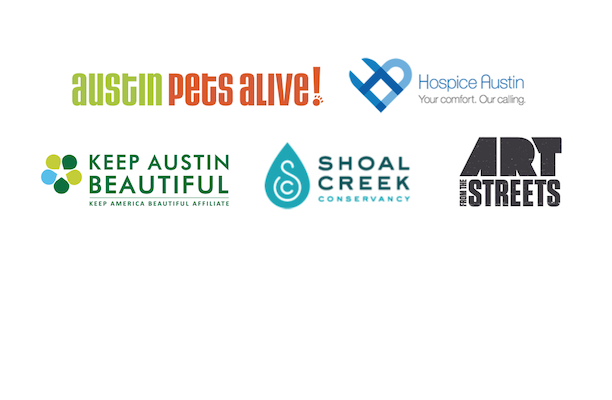 austin pets alive!
Hospice Austin
Your comfort. Our calling.
KEEP AUSTIN
BEAUTIFUL
KEEP AMERICA BEAUTIFUL AFFILIATE
SC
SHOAL
CREEK
CONSERVANCY
ART
FROM THE
STREETS